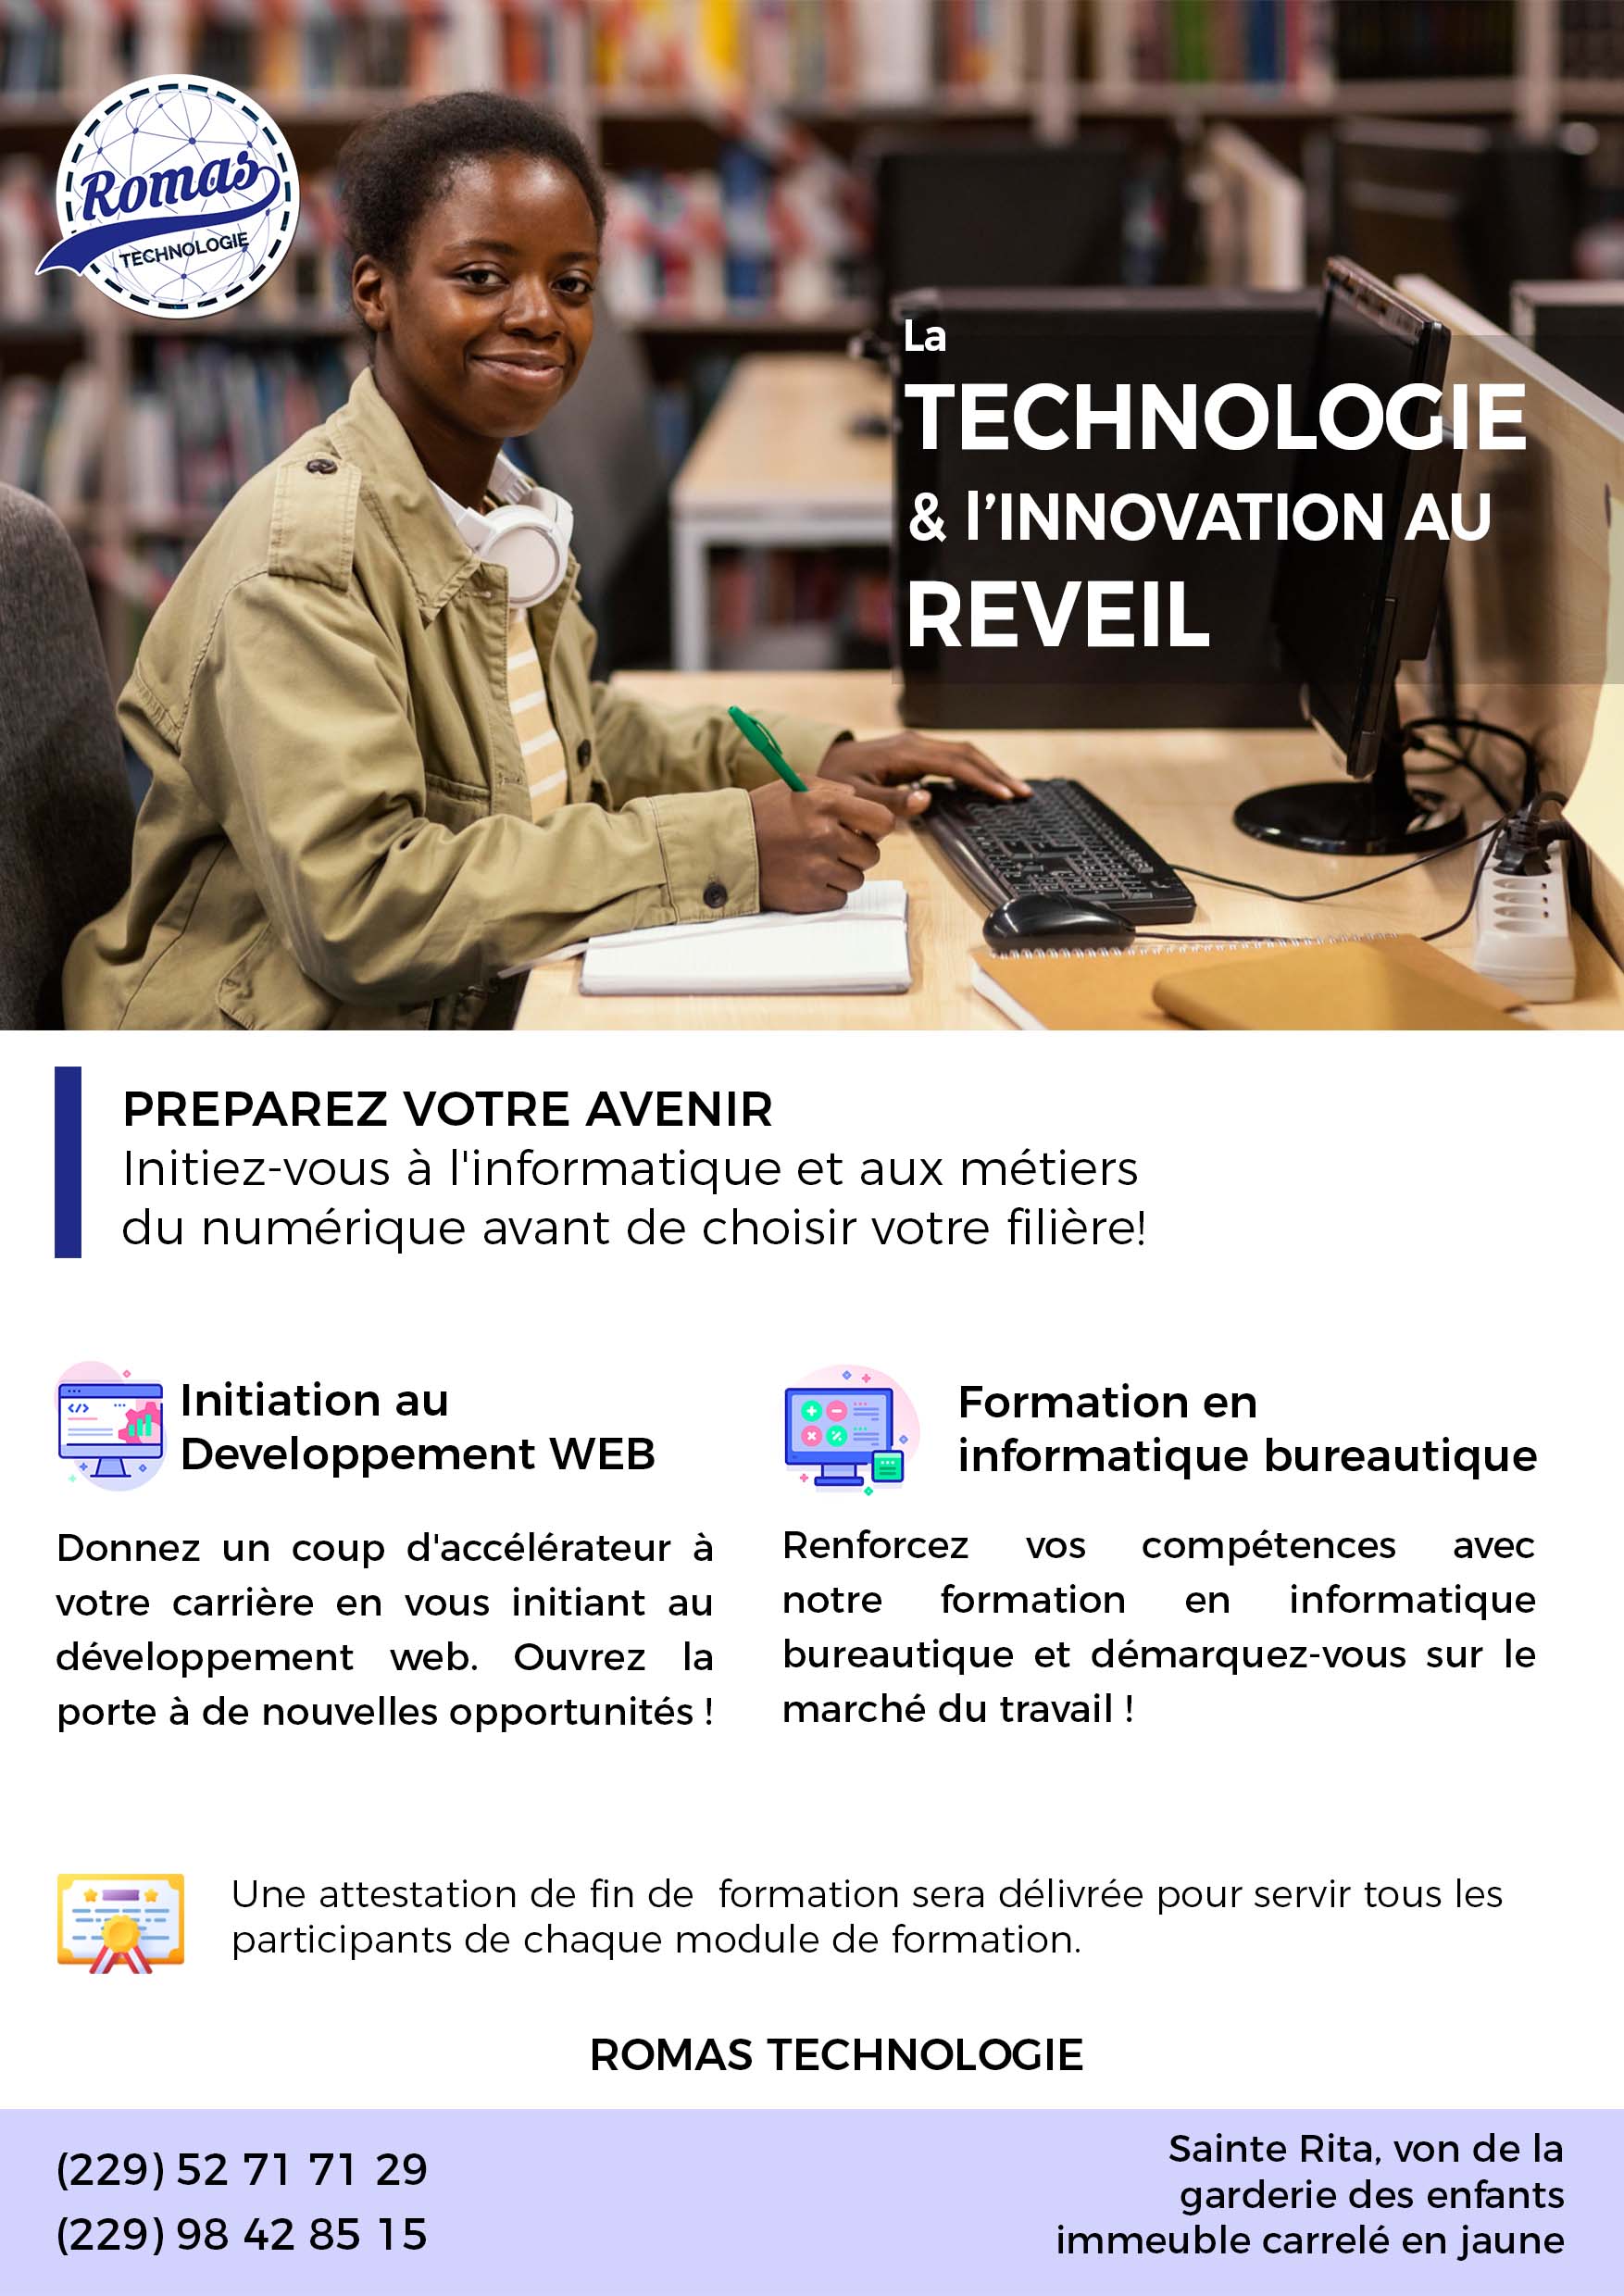 Romas
TECHNOLOGIE
La
TECHNOLOGIE
& l'INNOVATION AU
REVEIL
PREPAREZ VOTRE AVENIR
Initiez-vous à l'informatique et aux métiers
du numérique avant de choisir votre filière!
Initiation au
Developpement WEB
Donnez un coup d'accélérateur à
votre carrière en vous initiant au
développement web. Ouvrez la
porte à de nouvelles opportunités !
Formation en
informatique bureautique
Renforcez vos compétences avec
notre formation en informatique
bureautique et démarquez-vous sur le
marché du travail !
Une attestation de fin de  formation sera délivrée pour servir tous les
participants de chaque module de formation.
ROMAS TECHNOLOGIE
(229) 52 71 71 29
(229) 98 42 85 15
Sainte Rita, von de la
garderie des enfants
immeuble carrelé en jaune